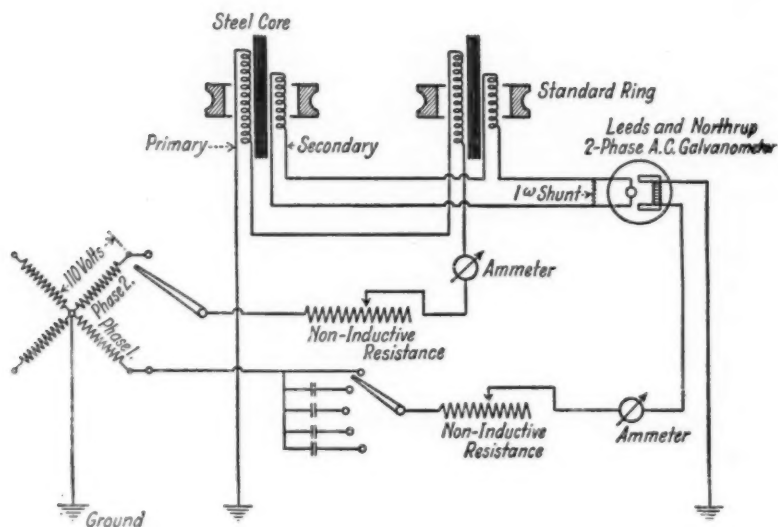 Steel Core
Standard Ring
Leeds and Northrup
2-Phase A.C. Galvanometer
Primary
Secondary
1 ω Shunt
110 Volts
Phase 2.
Phase 1.
Ammeter
Non-Inductive
Resistance
Non-Inductive
Resistance
Ammeter
Ground